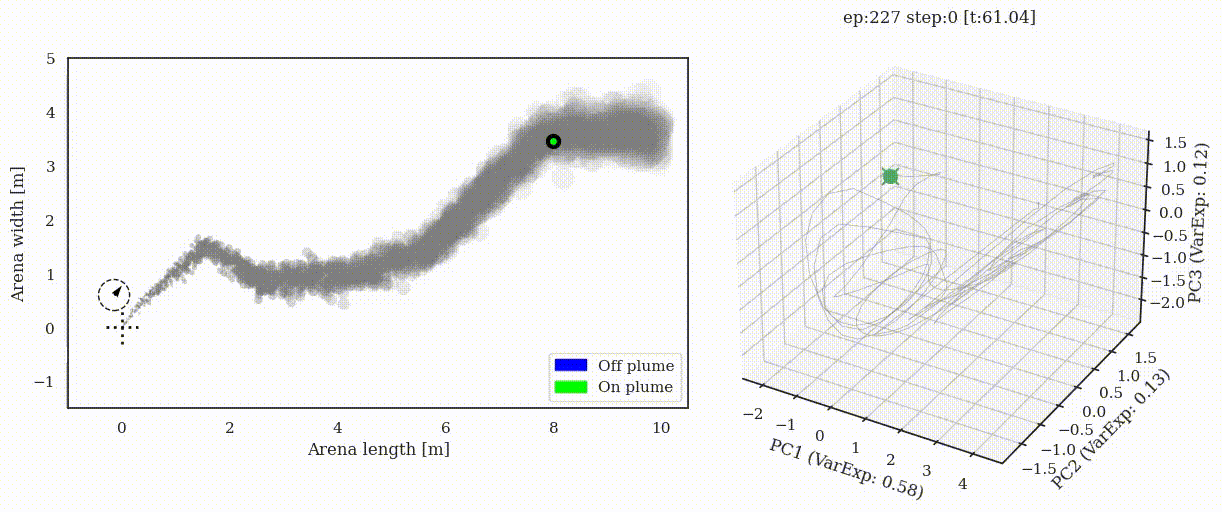 ep:227 step:0 [t:61.04]
5
4
3
2
1
0
−1
Arena width [m]
0 2 4 6 8 10
Arena length [m]
Off plume
On plume
1.5
1.0
0.5
0.0
−0.5
−1.0
−1.5
−2.0
PC3 (VarExp: 0.12)
1.5
1.0
0.5
0.0
−0.5
−1.0
−1.5
PC2 (VarExp: 0.13)
−2 −1 0 1 2 3 4
PC1 (VarExp: 0.58)